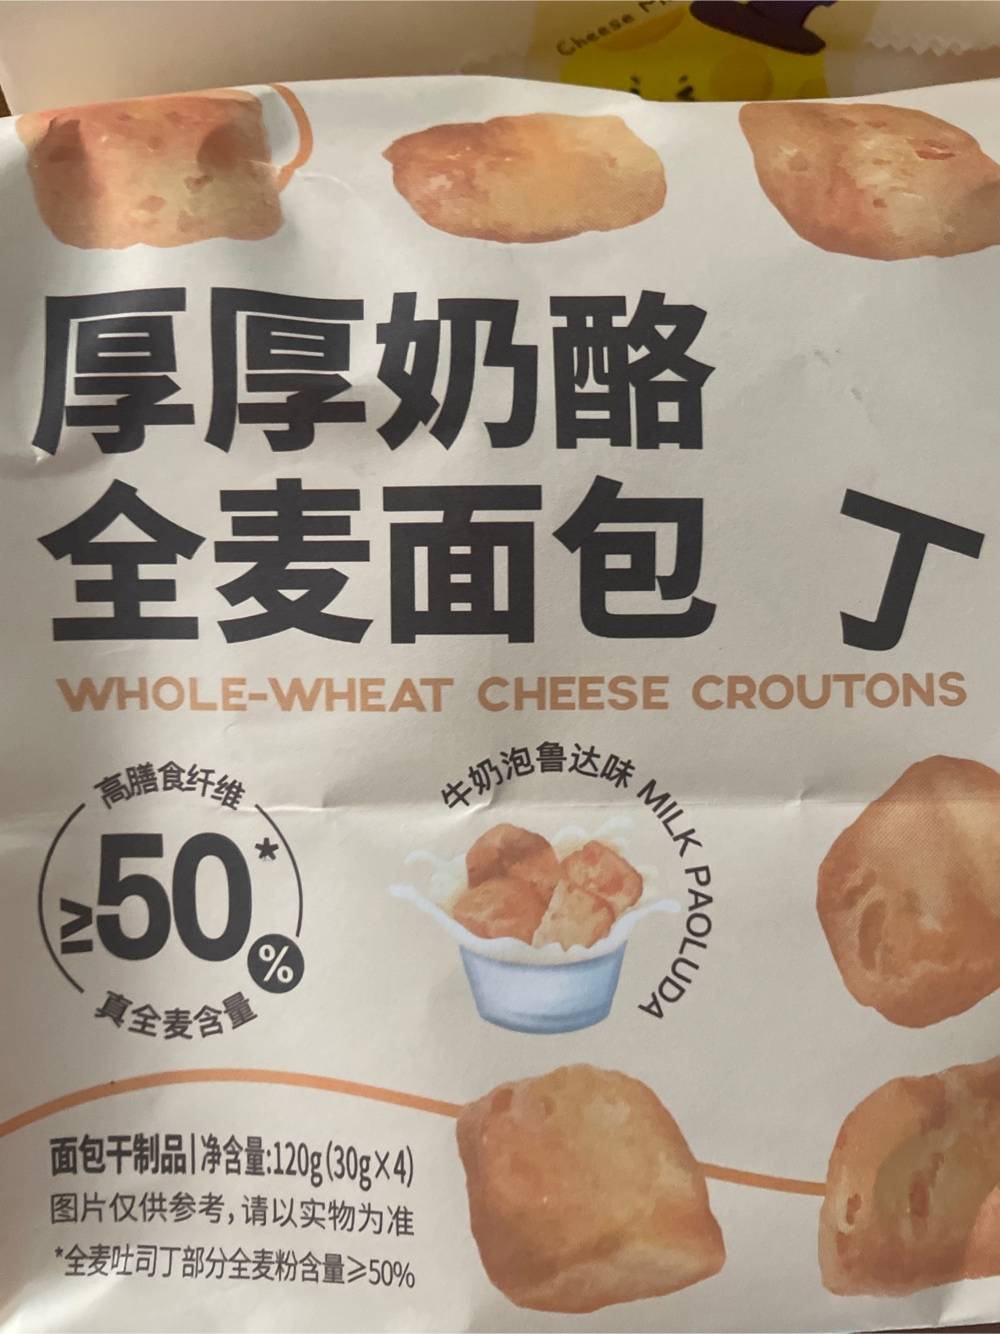 Cheese
厚厚奶酪
全麦面包 丁
WHOLE-WHEAT CHEESE CROUTONS
高膳食纤维
≥50*%
真全麦含量
牛奶泡鲁达味 MILK PAOLUDA
面包干制品|净含量:120g(30g×4)
图片仅供参考,请以实物为准
*全麦吐司丁部分全麦粉含量≥50%